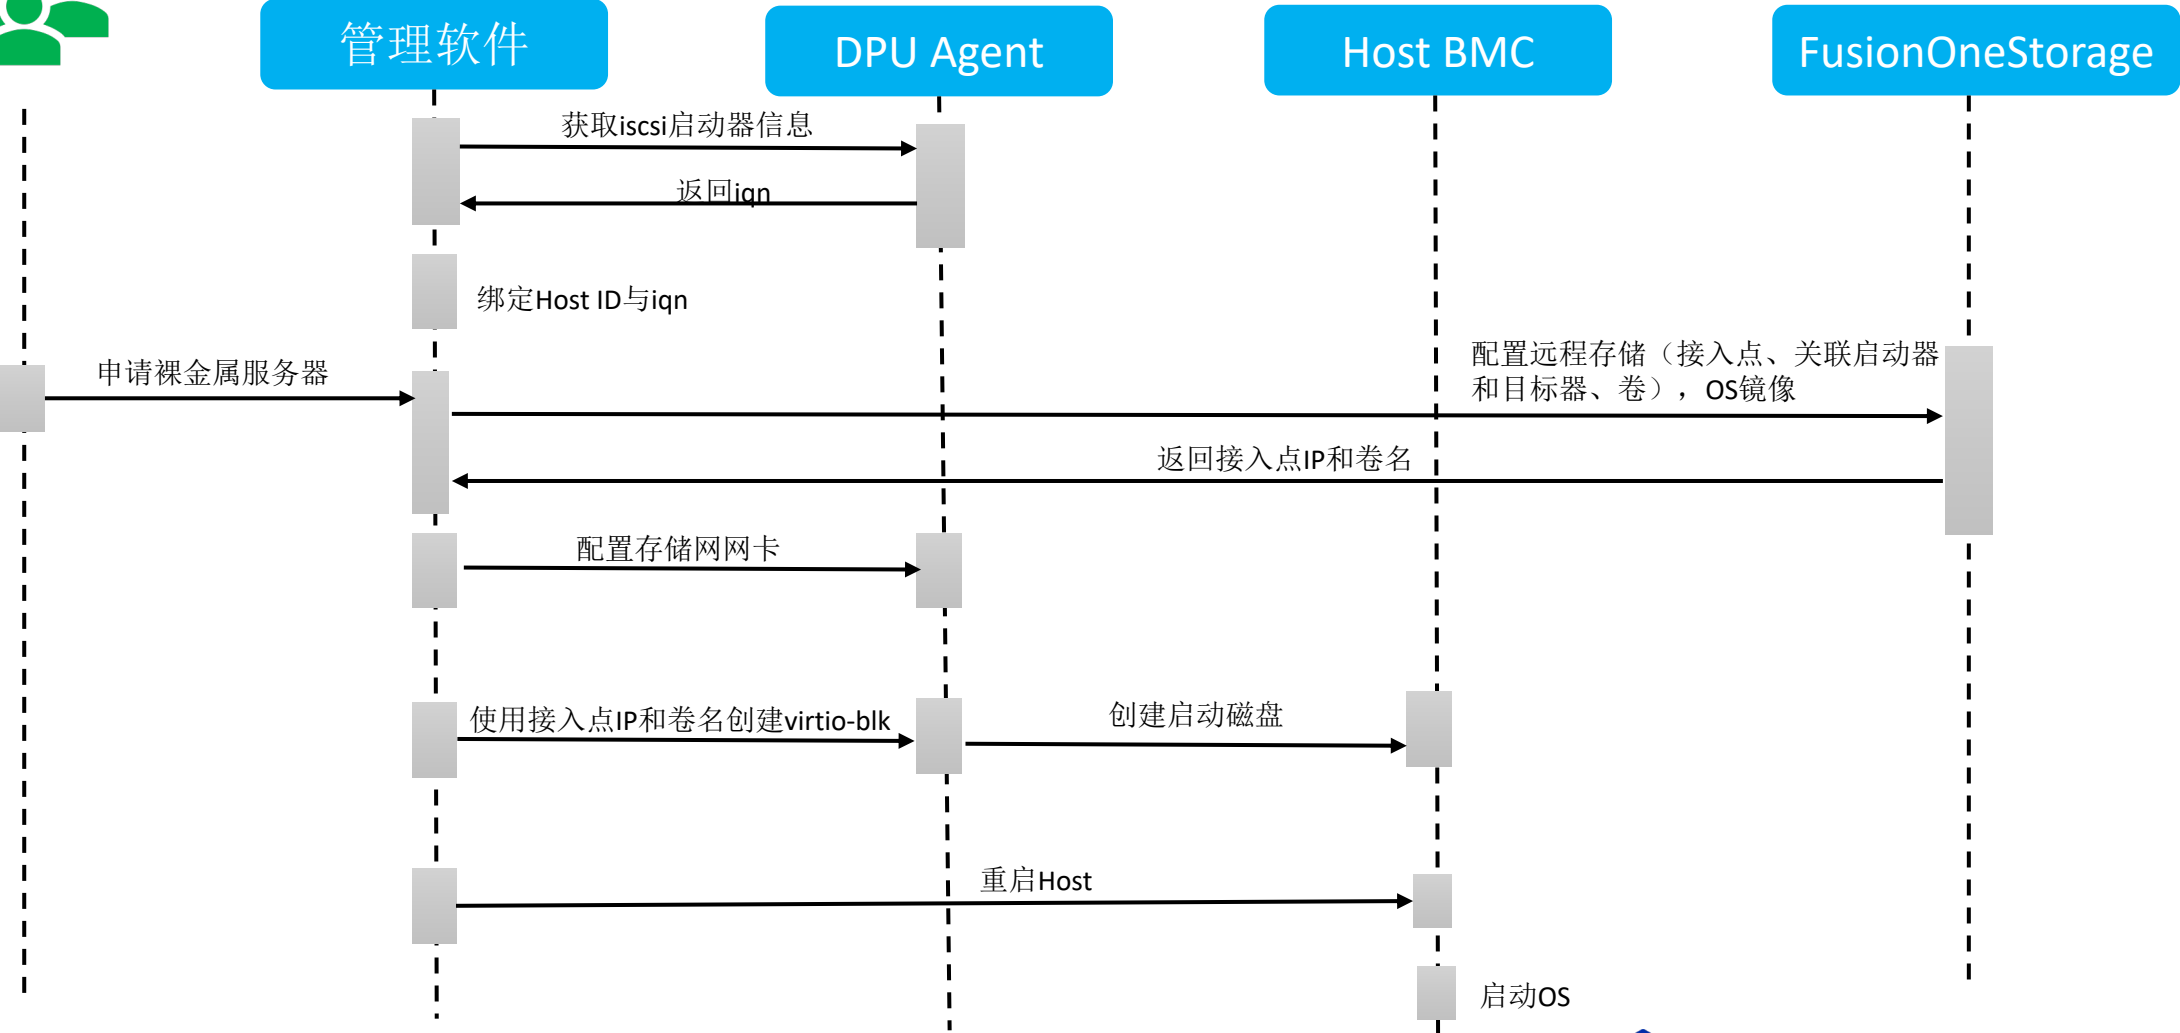 管理软件
DPU Agent
Host BMC
FusionOneStorage
获取iscsi启动器信息
返回iqn
绑定Host ID与iqn
申请裸金属服务器
配置远程存储（接入点、关联启动器
和目标器、卷），OS镜像
返回接入点IP和卷名
配置存储网网卡
使用接入点IP和卷名创建virtio-blk
创建启动磁盘
重启Host
启动OS